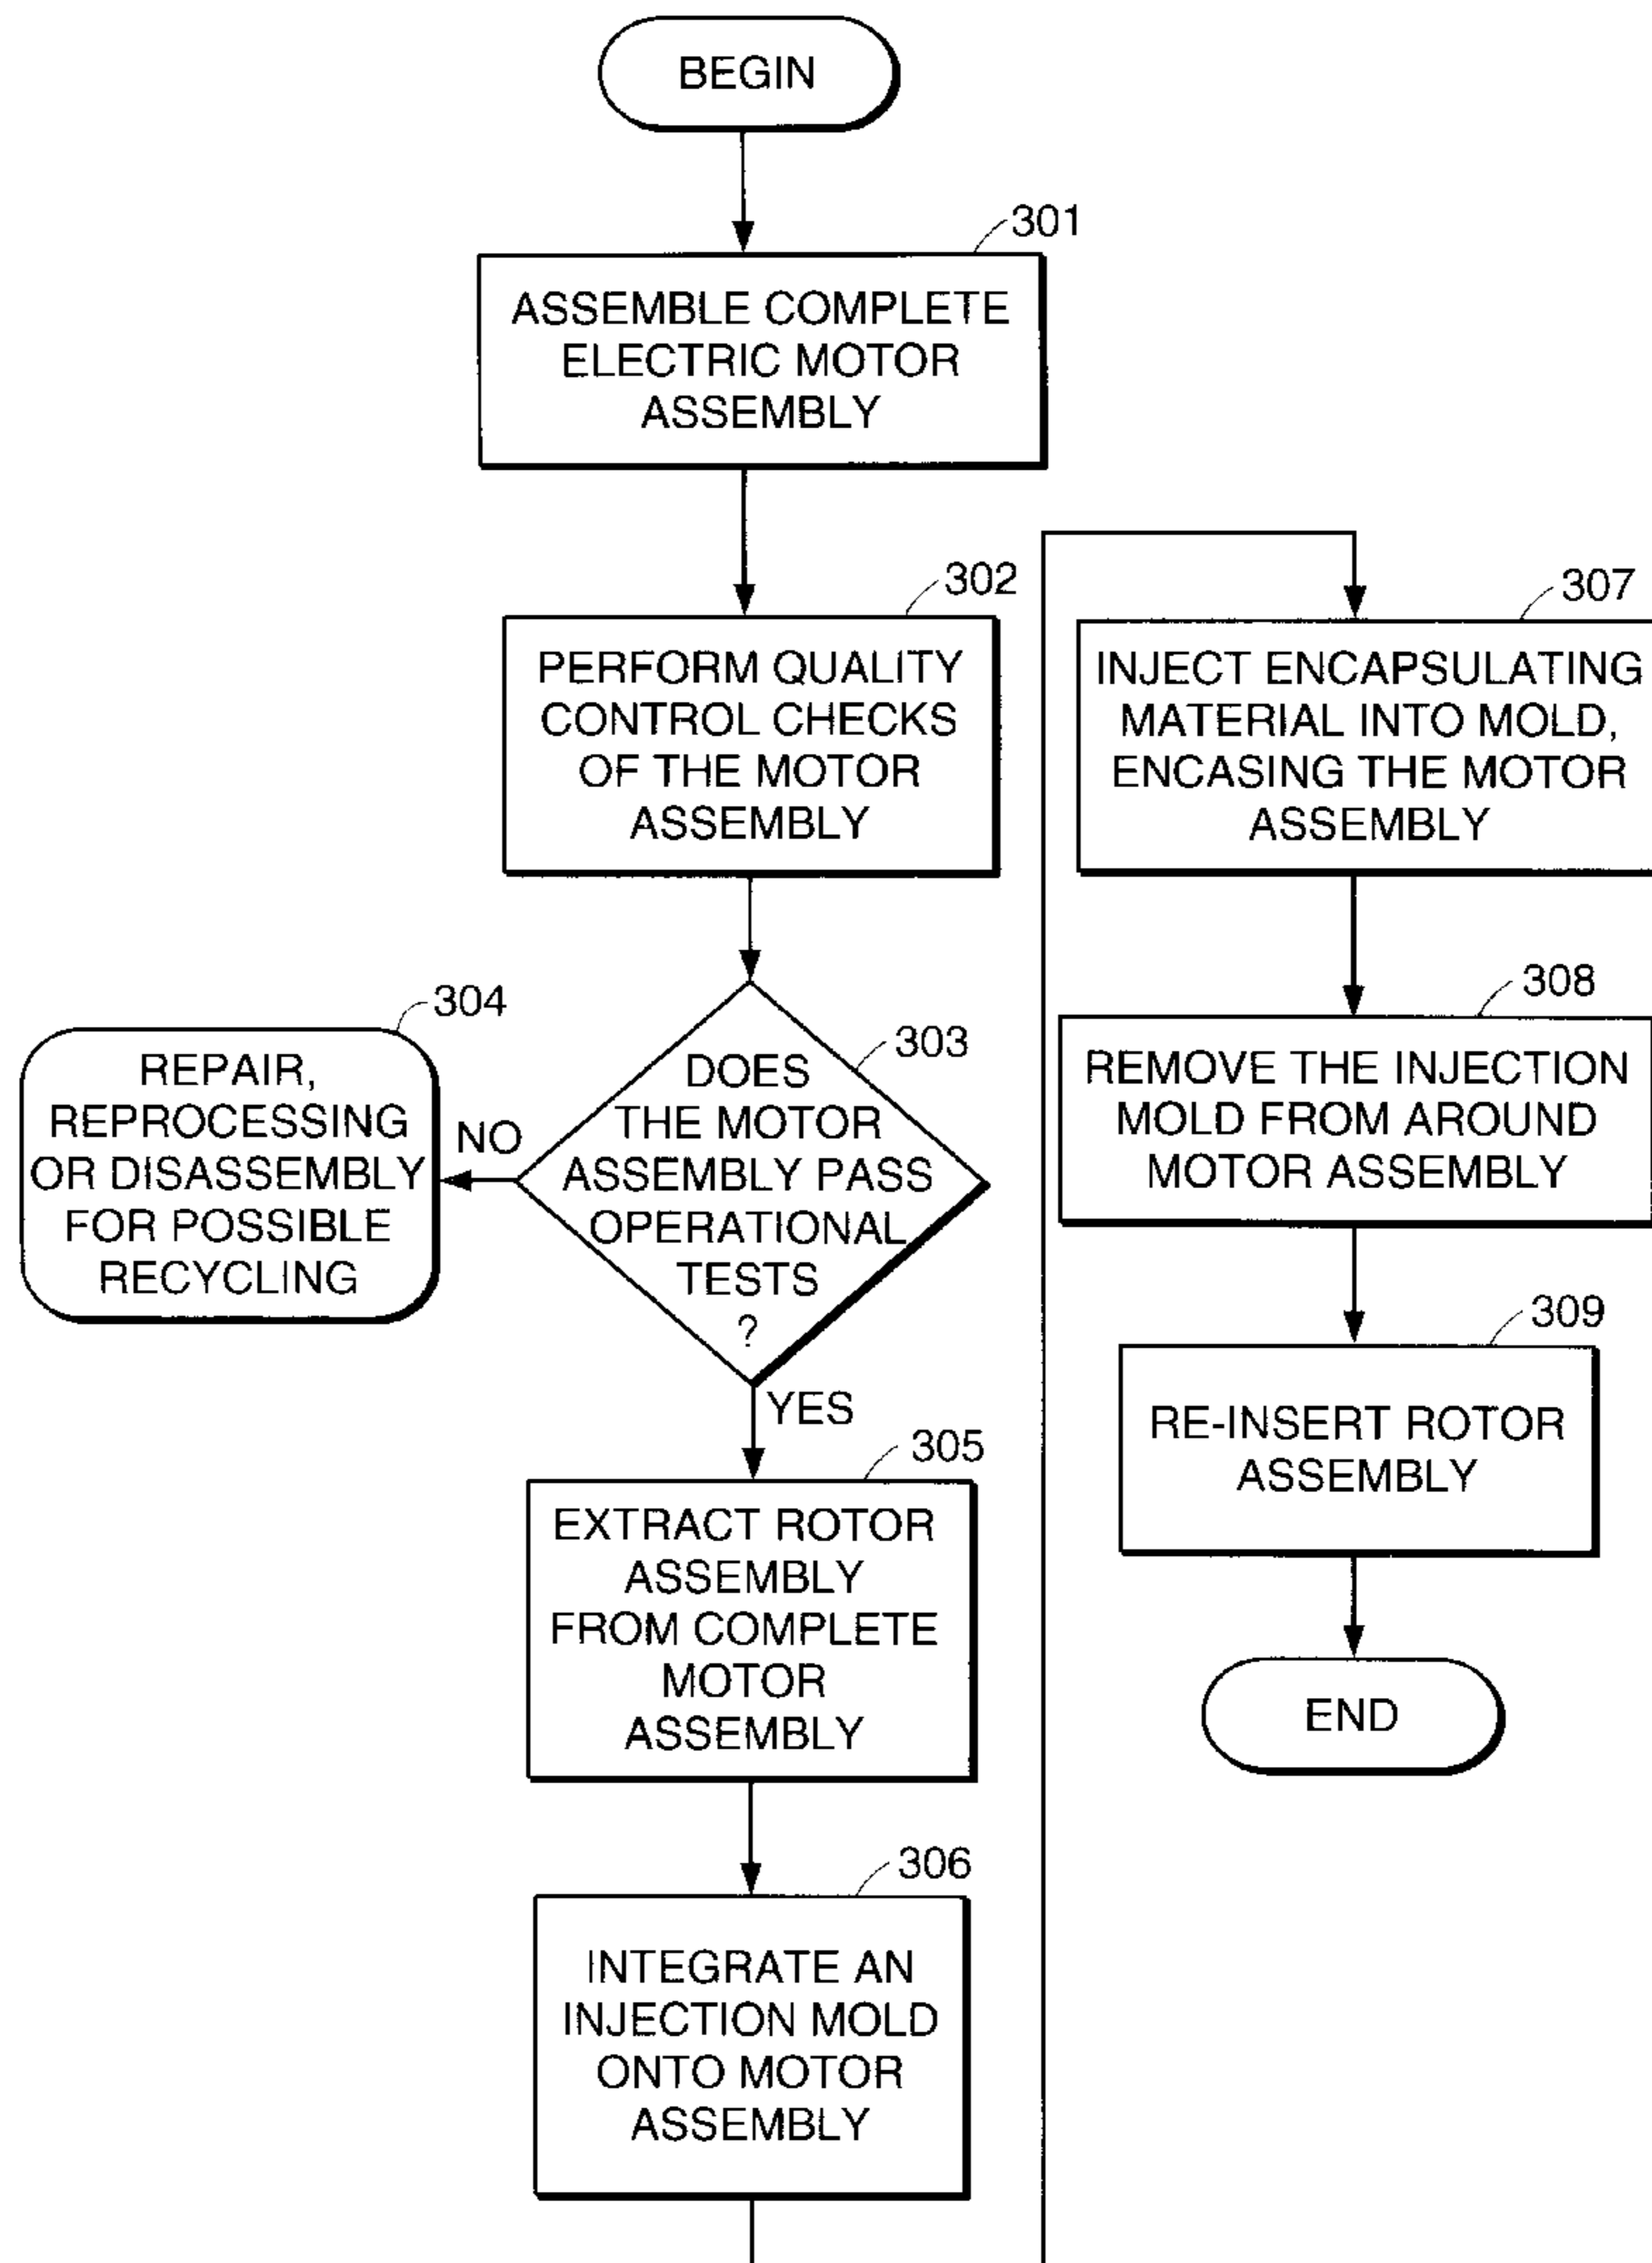 BEGIN
301
ASSEMBLE COMPLETE
ELECTRIC MOTOR
ASSEMBLY
302
PERFORM QUALITY
CONTROL CHECKS
OF THE MOTOR
ASSEMBLY
303
DOES
THE MOTOR
ASSEMBLY PASS
OPERATIONAL
TESTS
?
NO
304
REPAIR,
REPROCESSING
OR DISASSEMBLY
FOR POSSIBLE
RECYCLING
YES
305
EXTRACT ROTOR
ASSEMBLY
FROM COMPLETE
MOTOR
ASSEMBLY
306
INTEGRATE AN
INJECTION MOLD
ONTO MOTOR
ASSEMBLY
307
INJECT ENCAPSULATING
MATERIAL INTO MOLD,
ENCASING THE MOTOR
ASSEMBLY
308
REMOVE THE INJECTION
MOLD FROM AROUND
MOTOR ASSEMBLY
309
RE-INSERT ROTOR
ASSEMBLY
END